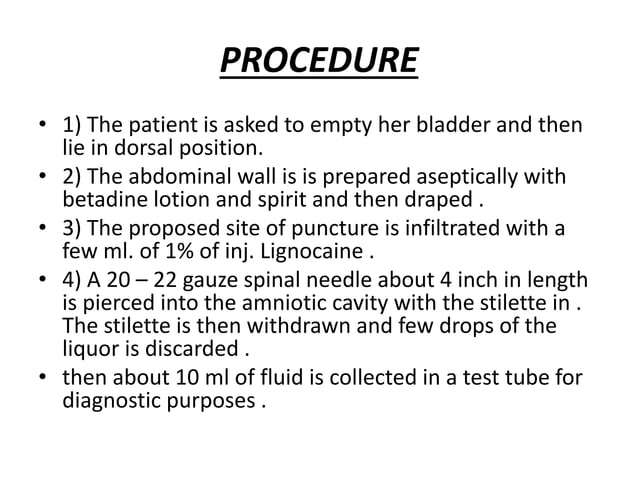 PROCEDURE
• 1) The patient is asked to empty her bladder and then
lie in dorsal position.
• 2) The abdominal wall is is prepared aseptically with
betadine lotion and spirit and then draped .
• 3) The proposed site of puncture is infiltrated with a
few ml. of 1% of inj. Lignocaine .
• 4) A 20 – 22 gauze spinal needle about 4 inch in length
is pierced into the amniotic cavity with the stilette in .
The stilette is then withdrawn and few drops of the
liquor is discarded .
• then about 10 ml of fluid is collected in a test tube for
diagnostic purposes .